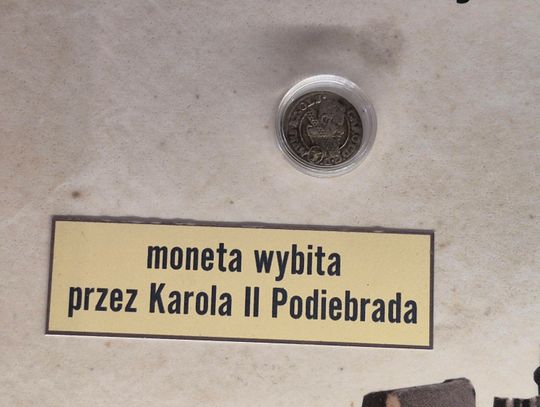 moneta wybita
przez Karola II Podiebrada